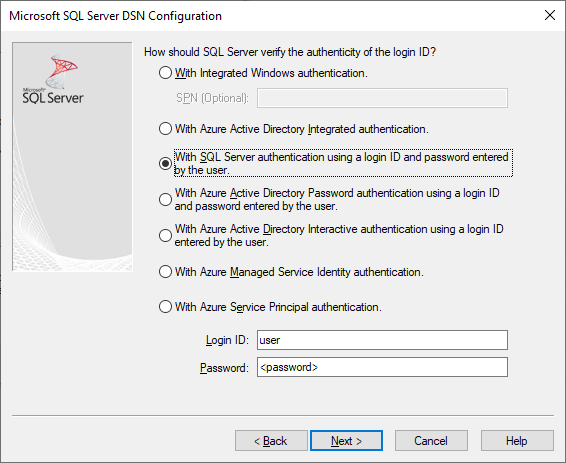 Microsoft SQL Server DSN Configuration
Microsoft
SQL Server
How should SQL Server verify the authenticity of the login ID?
With Integrated Windows authentication.
SPN (Optional):
With Azure Active Directory Integrated authentication.
With SQL Server authentication using a login ID and password entered
by the user.
With Azure Active Directory Password authentication using a login ID
and password entered by the user.
With Azure Active Directory Interactive authentication using a login ID
entered by the user.
With Azure Managed Service Identity authentication.
With Azure Service Principal authentication.
Login ID: user
Password: <password>
< Back Next > Cancel Help